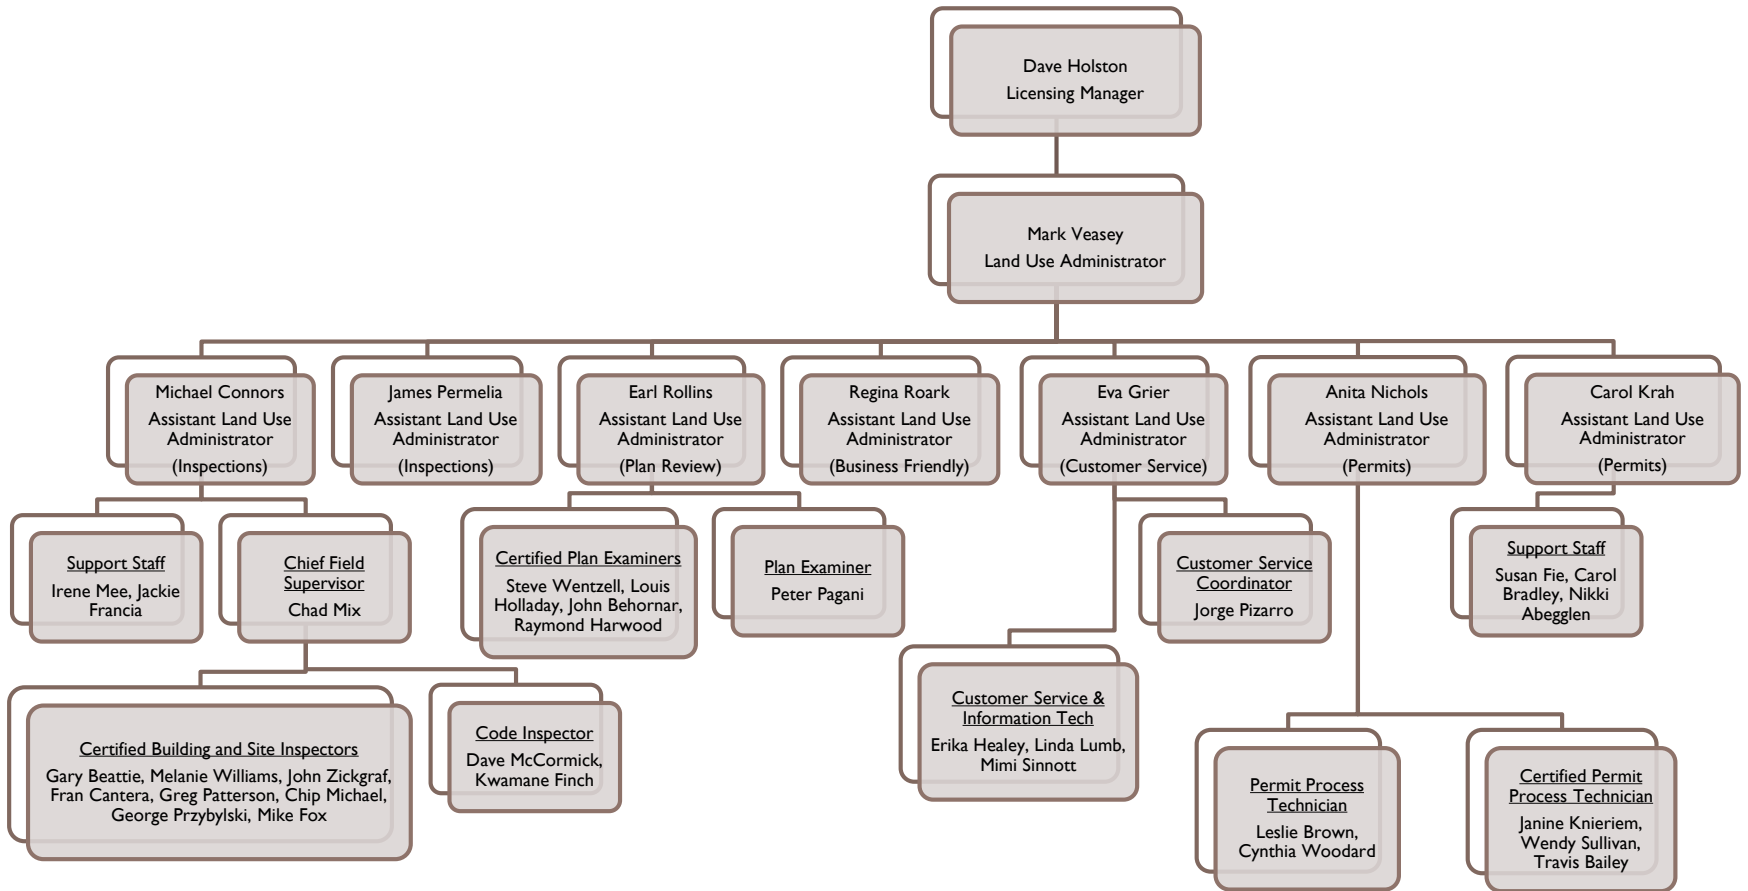 Dave Holston
Licensing Manager
Mark Veasey
Land Use Administrator
Michael Connors
Assistant Land Use
Administrator
(Inspections)
James Permelia
Assistant Land Use
Administrator
(Inspections)
Earl Rollins
Assistant Land Use
Administrator
(Plan Review)
Regina Roark
Assistant Land Use
Administrator
(Business Friendly)
Eva Grier
Assistant Land Use
Administrator
(Customer Service)
Anita Nichols
Assistant Land Use
Administrator
(Permits)
Carol Krah
Assistant Land Use
Administrator
(Permits)
Support Staff
Irene Mee, Jackie
Francia
Chief Field
Supervisor
Chad Mix
Certified Plan Examiners
Steve Wentzell, Louis
Holladay, John Behornar,
Raymond Harwood
Plan Examiner
Peter Pagani
Customer Service
Coordinator
Jorge Pizarro
Support Staff
Susan Fie, Carol
Bradley, Nikki
Abegglen
Certified Building and Site Inspectors
Gary Beattie, Melanie Williams, John Zickgraf,
Fran Cantera, Greg Patterson, Chip Michael,
George Przybylski, Mike Fox
Code Inspector
Dave McCormick,
Kwamane Finch
Customer Service &
Information Tech
Erika Healey, Linda Lumb,
Mimi Sinnott
Permit Process
Technician
Leslie Brown,
Cynthia Woodard
Certified Permit
Process Technician
Janine Knieriem,
Wendy Sullivan,
Travis Bailey